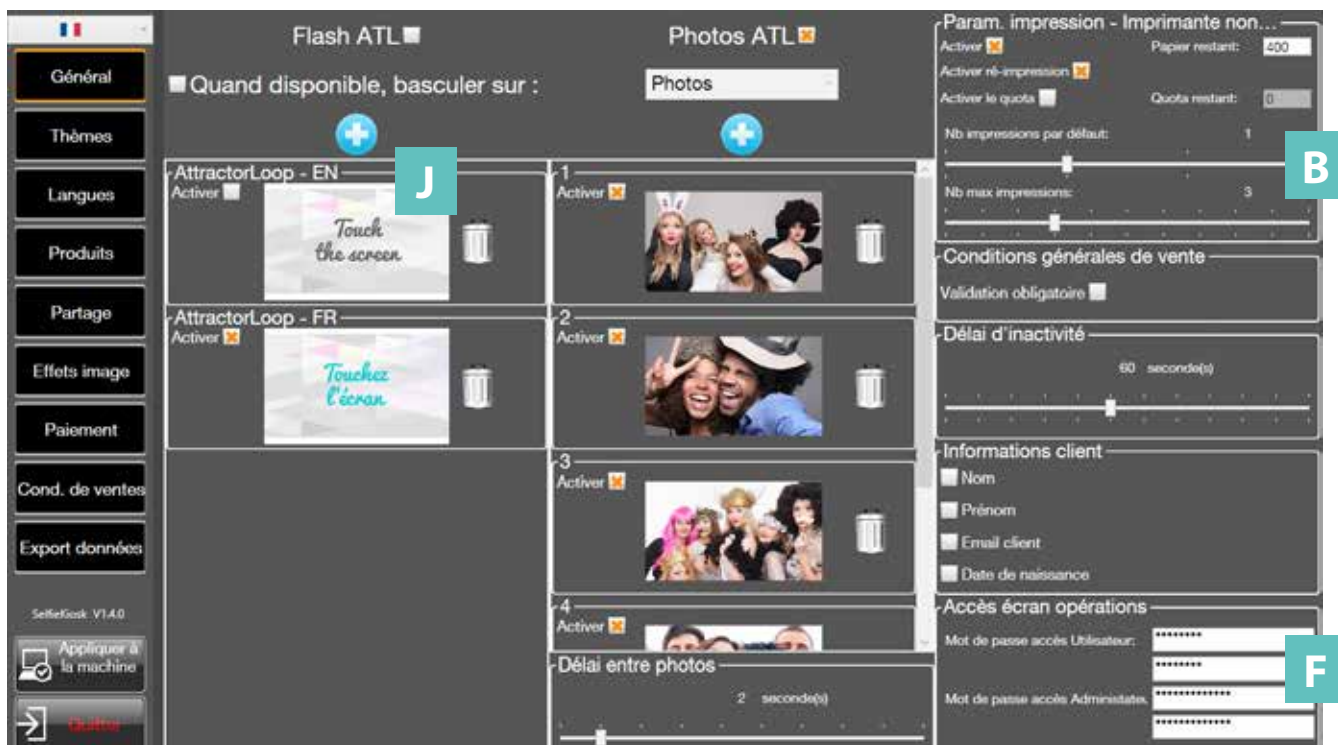 Général
Thèmes
Langues
Produits
Partage
Effets image
Paiement
Cond. de ventes
Export données
SelfieKiosk V1.4.0
Appliquer à
la machine
Quitter
Flash ATL
Quand disponible, basculer sur :
AttractorLoop - EN
Activer
Touch
the screen
J
AttractorLoop - FR
Activer
Touchez
l'écran
Photos ATL
Photos
1
Activer
2
Activer
3
Activer
4
Activer
Délai entre photos
2 seconde(s)
Param. impression - Imprimante non...
Activer Papier restant: 400
Activer ré-impression
Activer le quota Quota restant: 0
Nb impressions par défaut: 1
B
Nb max impressions: 3
Conditions générales de vente
Validation obligatoire
Délai d'inactivité
60 seconde(s)
Informations client
Nom
Prénom
Email client
Date de naissance
Accès écran opérations
Mot de passe accès Utilisateur: ********
********
F
Mot de passe accès Administates, *************
*************